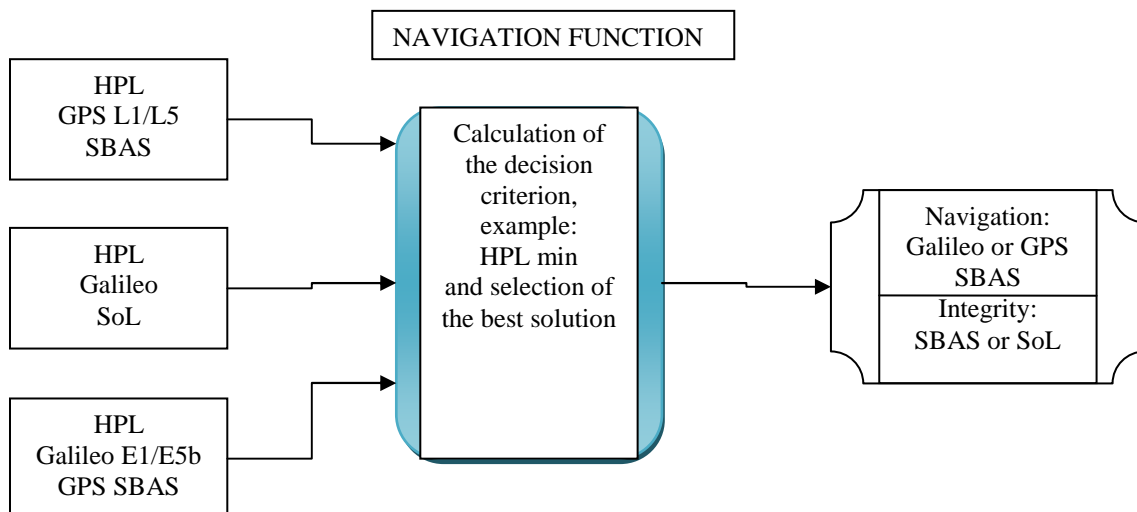 NAVIGATION FUNCTION
HPL
GPS L1/L5
SBAS
HPL
Galileo
SoL
HPL
Galileo E1/E5b
GPS SBAS
Calculation of
the decision
criterion,
example:
HPL min
and selection of
the best solution
Navigation:
Galileo or GPS
SBAS
Integrity:
SBAS or SoL